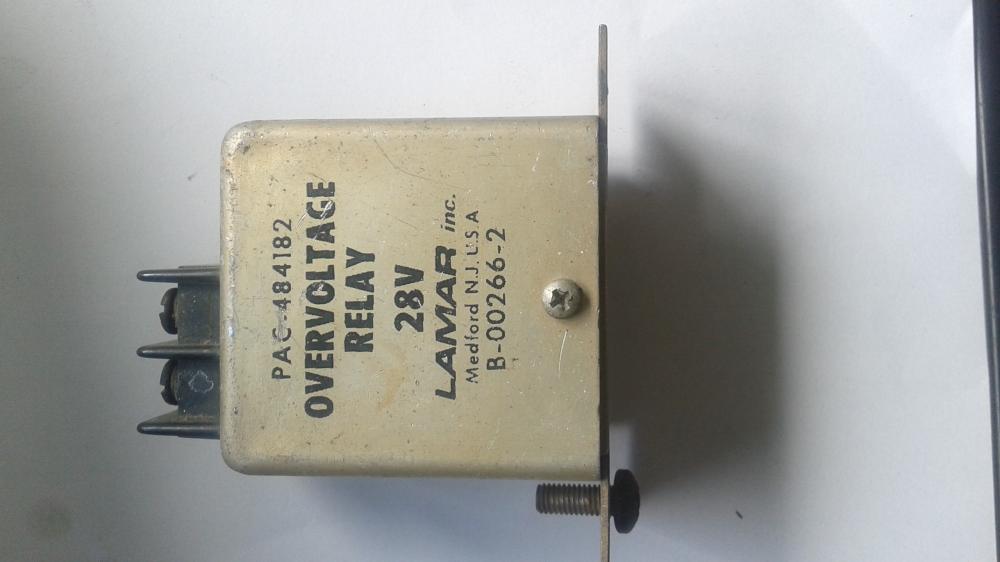 PAC-484182
OVERVOLTAGE
RELAY
28V
LAMAR inc.
Medford N.J. U.S.A
B-00266-2